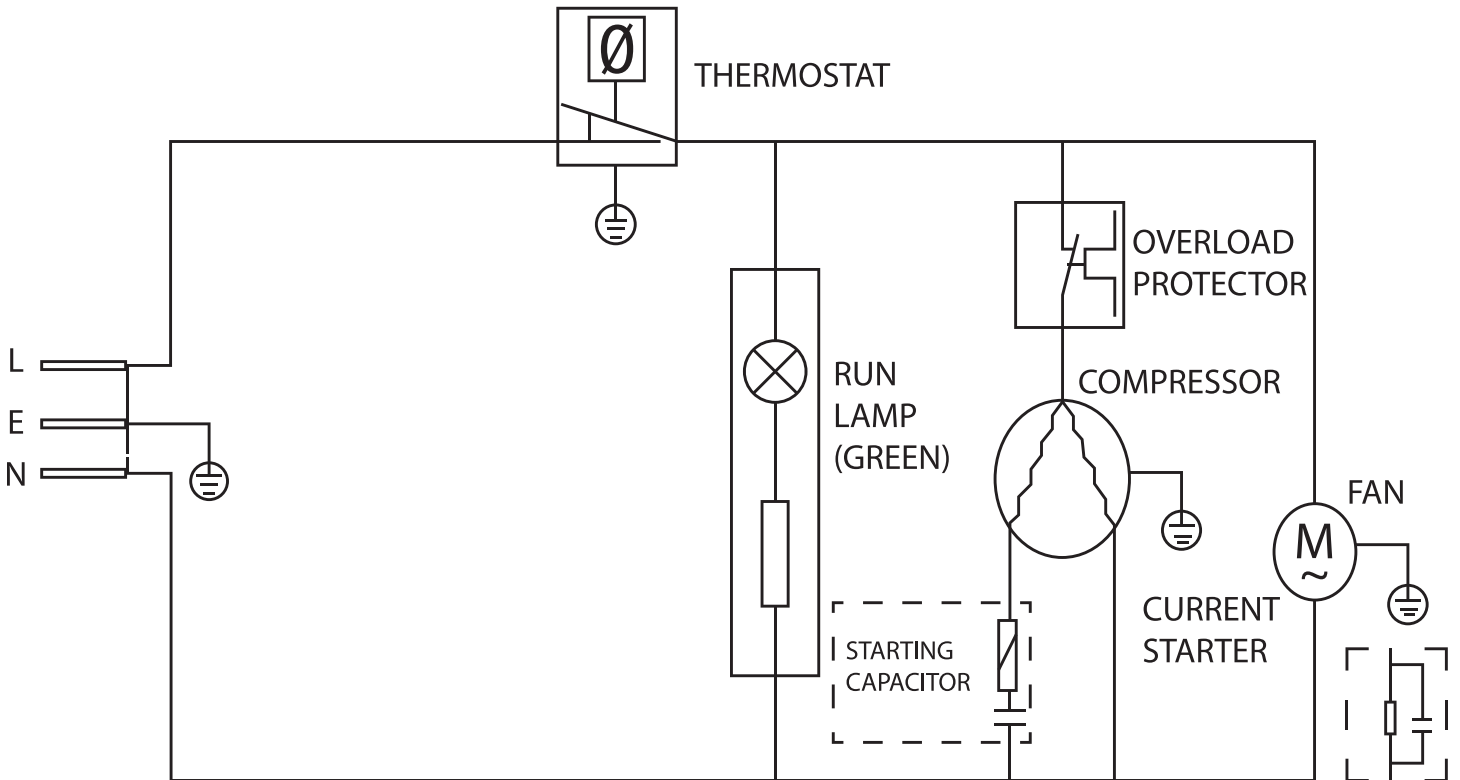 Ø
THERMOSTAT
OVERLOAD
PROTECTOR
L
E
N
RUN
LAMP
(GREEN)
COMPRESSOR
FAN
M
~
CURRENT
STARTER
STARTING
CAPACITOR